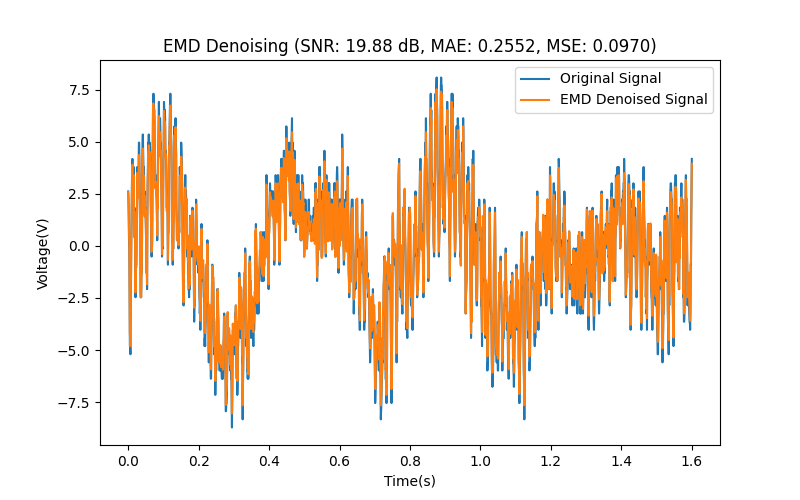 EMD Denoising (SNR: 19.88 dB, MAE: 0.2552, MSE: 0.0970)
Original Signal
EMD Denoised Signal
7.5
5.0
2.5
0.0
−2.5
−5.0
−7.5
Voltage(V)
0.0 0.2 0.4 0.6 0.8 1.0 1.2 1.4 1.6
Time(s)